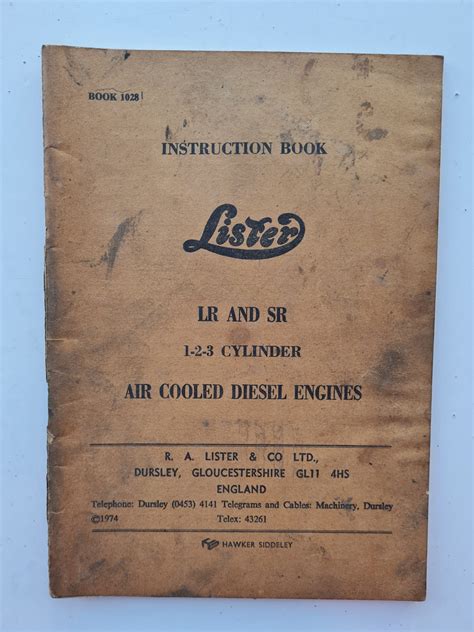 BOOK 1028
INSTRUCTION BOOK
Lister
LR AND SR
1-2-3 CYLINDER
AIR COOLED DIESEL ENGINES
R. A. LISTER & CO LTD.,
DURSLEY, GLOUCESTERSHIRE GL11 4HS
ENGLAND
Telephone: Dursley (0453) 4141 Telegrams and Cables: Machinery, Dursley
©1974 Telex: 43261
HAWKER SIDDELEY